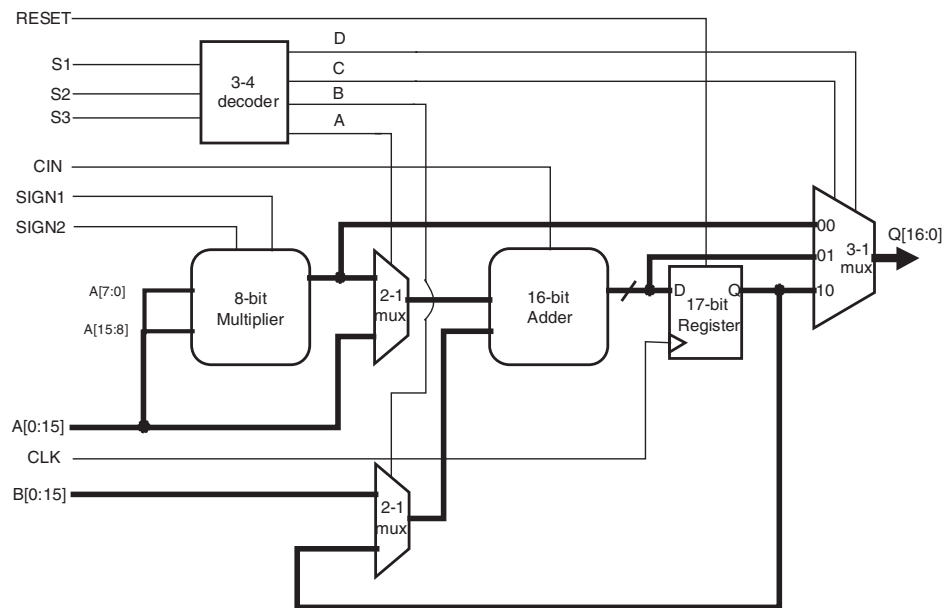 RESET
D
S1
3-4
decoder
C
S2
B
S3
A
CIN
SIGN1
SIGN2
00
Q[16:0]
01
3-1
mux
A[7:0]
8-bit
Multiplier
2-1
mux
16-bit
Adder
D
Q
17-bit
Register
10
A[15:8]
A[0:15]
CLK
B[0:15]
2-1
mux